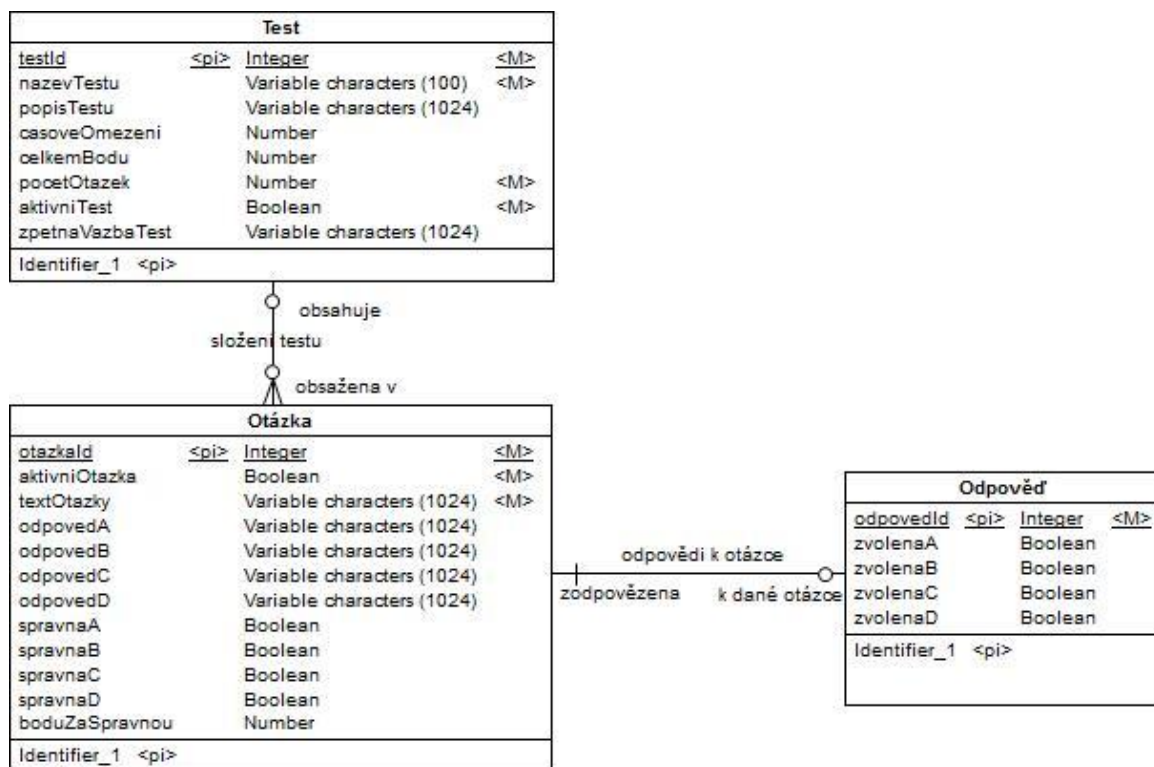 Test
testId <pi> Integer <M>
nazevTestu Variable characters (100) <M>
popisTestu Variable characters (1024)
casoveOmezeni Number
celkemBodu Number
pocetOtazek Number <M>
aktivniTest Boolean <M>
zpetnaVazbaTest Variable characters (1024)
Identifier_1 <pi>
obsahuje
složení testu
obsažena v
Otázka
otazkaId <pi> Integer <M>
aktivniOtazka Boolean <M>
textOtazky Variable characters (1024) <M>
odpovedA Variable characters (1024)
odpovedB Variable characters (1024)
odpovedC Variable characters (1024)
odpovedD Variable characters (1024)
spravnaA Boolean
spravnaB Boolean
spravnaC Boolean
spravnaD Boolean
boduZaSpravnou Number
Identifier_1 <pi>
odpovědi k otázce
zodpovězena k dané otázce
Odpověď
odpovedId <pi> Integer <M>
zvolenaA Boolean
zvolenaB Boolean
zvolenaC Boolean
zvolenaD Boolean
Identifier_1 <pi>